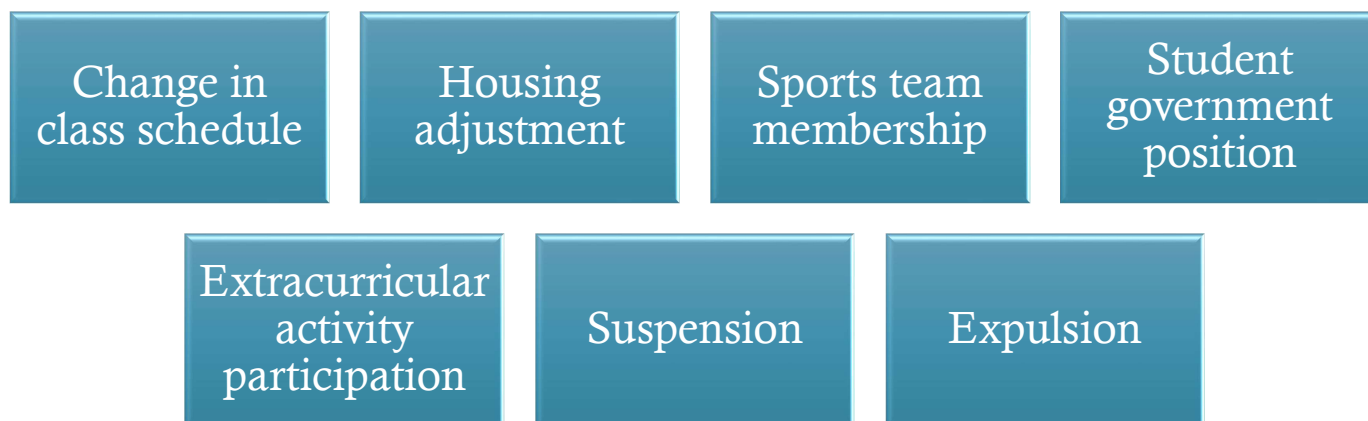 Change in
class schedule
Housing
adjustment
Sports team
membership
Student
government
position
Extracurricular
activity
participation
Suspension
Expulsion